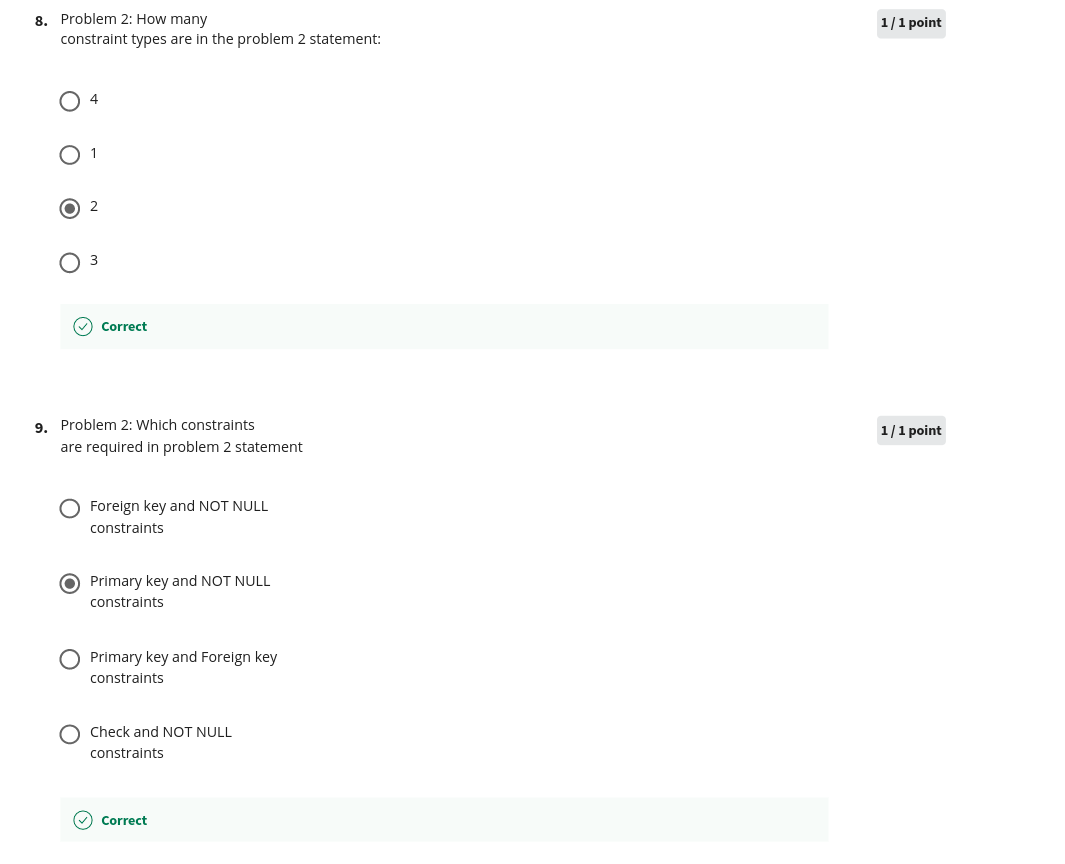 8. Problem 2: How many
1 / 1 point
constraint types are in the problem 2 statement:
4
1
2
3
Correct
9. Problem 2: Which constraints
1 / 1 point
are required in problem 2 statement
Foreign key and NOT NULL
constraints
Primary key and NOT NULL
constraints
Primary key and Foreign key
constraints
Check and NOT NULL
constraints
Correct